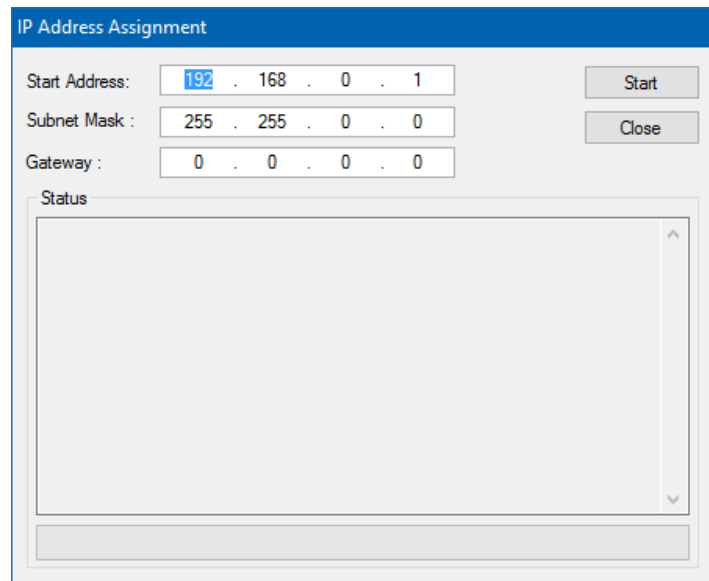 IP Address Assignment
Start Address: 192 . 168 . 0 . 1 Start
Subnet Mask : 255 . 255 . 0 . 0 Close
Gateway : 0 . 0 . 0 . 0
Status